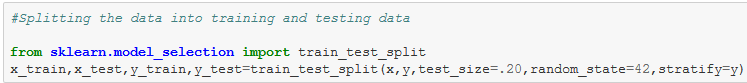 #Splitting the data into training and testing data
from sklearn.model_selection import train_test_split
x_train,x_test,y_train,y_test=train_test_split(x,y,test_size=.20,random_state=42,stratify=y)